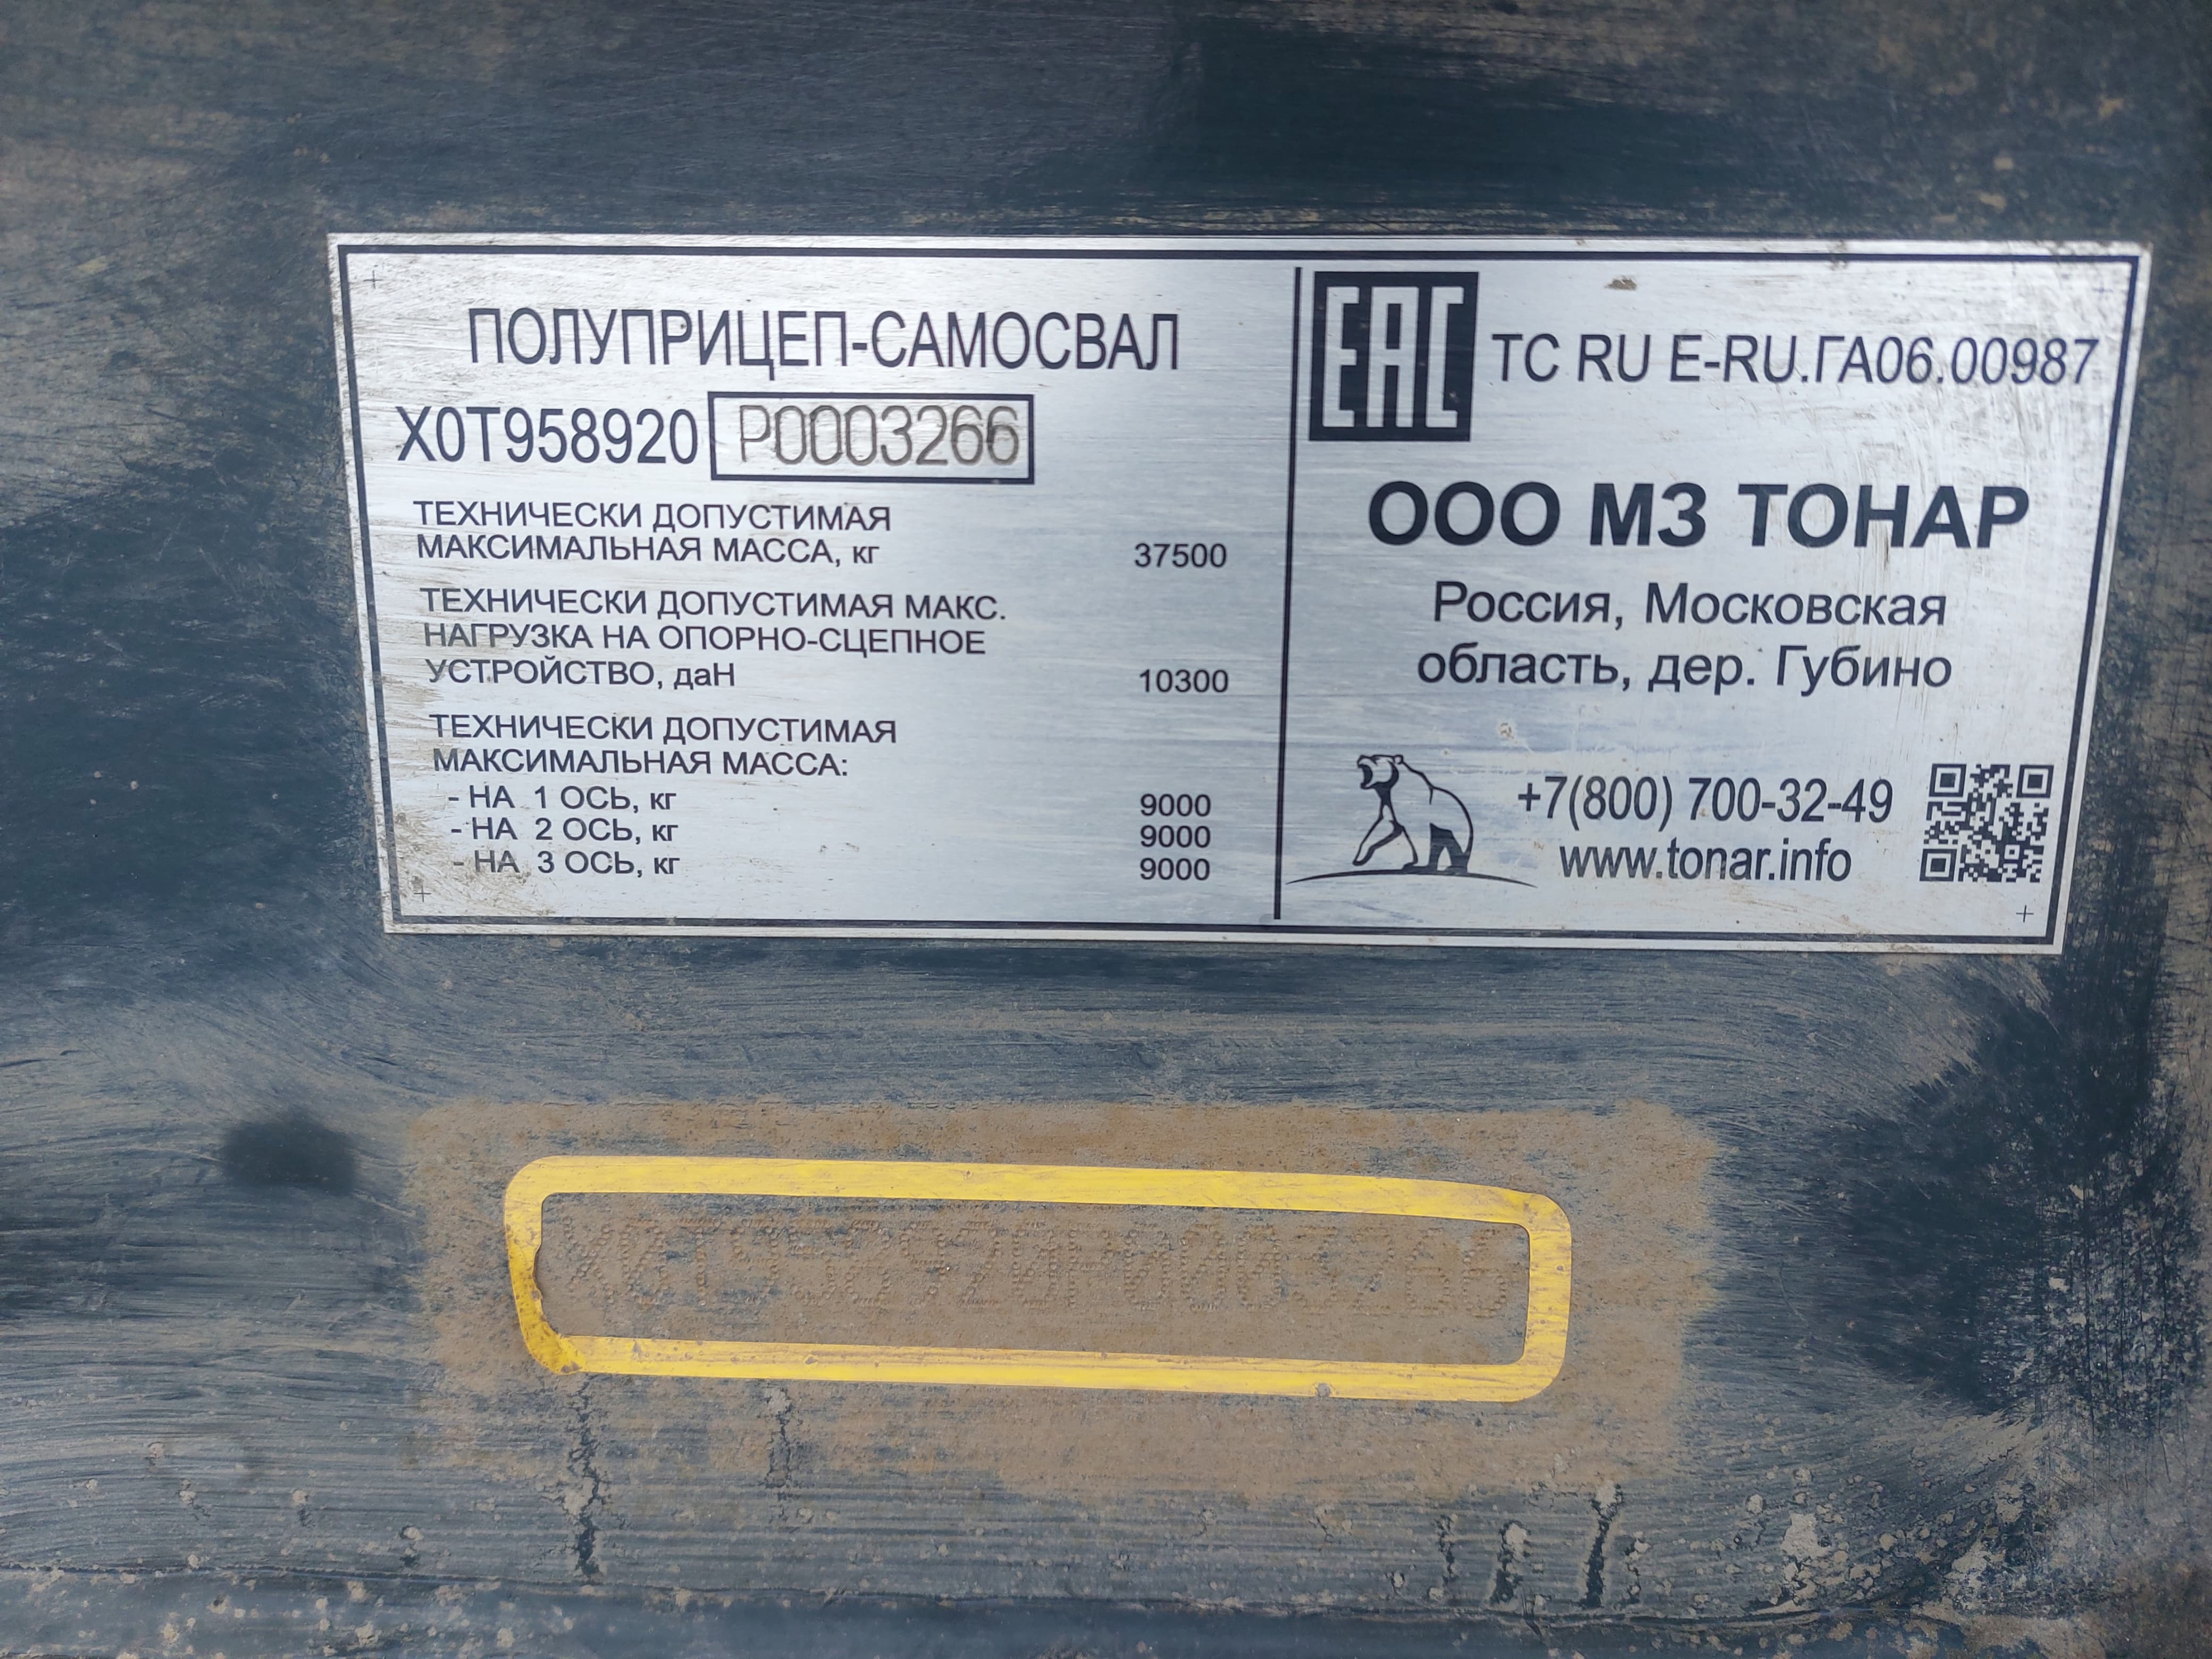 ПОЛУПРИЦЕП-САМОСВАЛ
X0T958920 P0003266
ТЕХНИЧЕСКИ ДОПУСТИМАЯ
МАКСИМАЛЬНАЯ МАССА, кг 37500
ТЕХНИЧЕСКИ ДОПУСТИМАЯ МАКС.
НАГРУЗКА НА ОПОРНО-СЦЕПНОЕ
УСТРОЙСТВО, даН 10300
ТЕХНИЧЕСКИ ДОПУСТИМАЯ
МАКСИМАЛЬНАЯ МАССА:
- НА 1 ОСЬ, кг 9000
- НА 2 ОСЬ, кг 9000
- НА 3 ОСЬ, кг 9000
EAC TC RU E-RU.ГА06.00987
ООО МЗ ТОНАР
Россия, Московская
область, дер. Губино
+7(800) 700-32-49
www.tonar.info
X0T958920P0003266